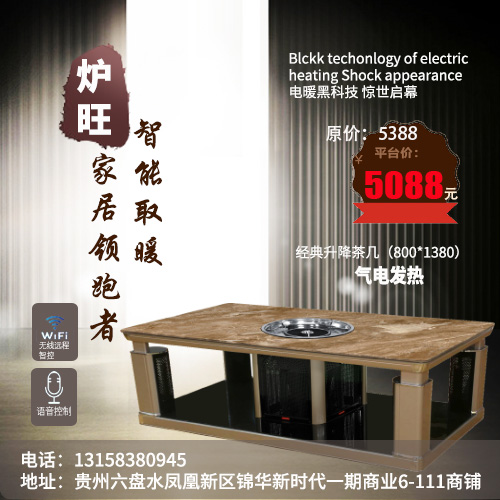 炉旺
智能取暖
家居领跑者
Blckk techonlogy of electric
heating Shock appearance
电暖黑科技 惊世启幕
原价：5388
平台价：
￥
5088元
经典升降茶几（800*1380）
气电发热
WiFi
无线远程
智控
语音控制
电话：13158380945
地址：贵州六盘水凤凰新区锦华新时代一期商业6-111商铺